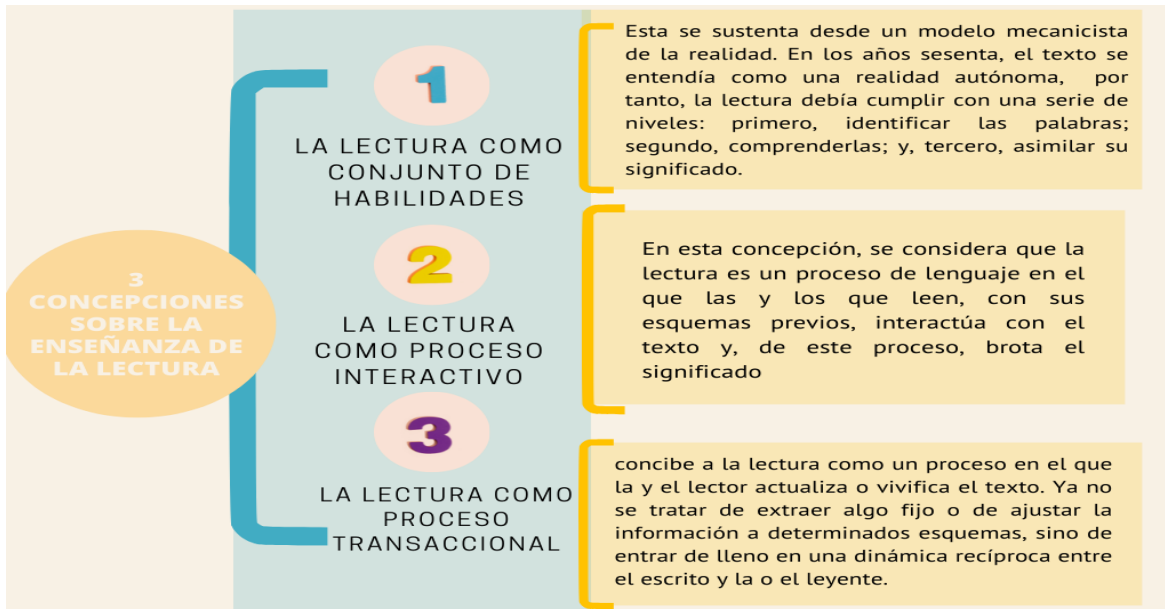 3
CONCEPCIONES
SOBRE LA
ENSEÑANZA DE
LA LECTURA
1
LA LECTURA COMO
CONJUNTO DE
HABILIDADES
Esta se sustenta desde un modelo mecanicista
de la realidad. En los años sesenta, el texto se
entendía como una realidad autónoma, por
tanto, la lectura debía cumplir con una serie de
niveles: primero, identificar las palabras;
segundo, comprenderlas; y, tercero, asimilar su
significado.
2
LA LECTURA
COMO PROCESO
INTERACTIVO
En esta concepción, se considera que la
lectura es un proceso de lenguaje en el
que las y los que leen, con sus
esquemas previos, interactúa con el
texto y, de este proceso, brota el
significado
3
LA LECTURA COMO
PROCESO
TRANSACCIONAL
concibe a la lectura como un proceso en el que
la y el lector actualiza o vivifica el texto. Ya no
se tratar de extraer algo fijo o de ajustar la
información a determinados esquemas, sino de
entrar de lleno en una dinámica recíproca entre
el escrito y la o el leyente.